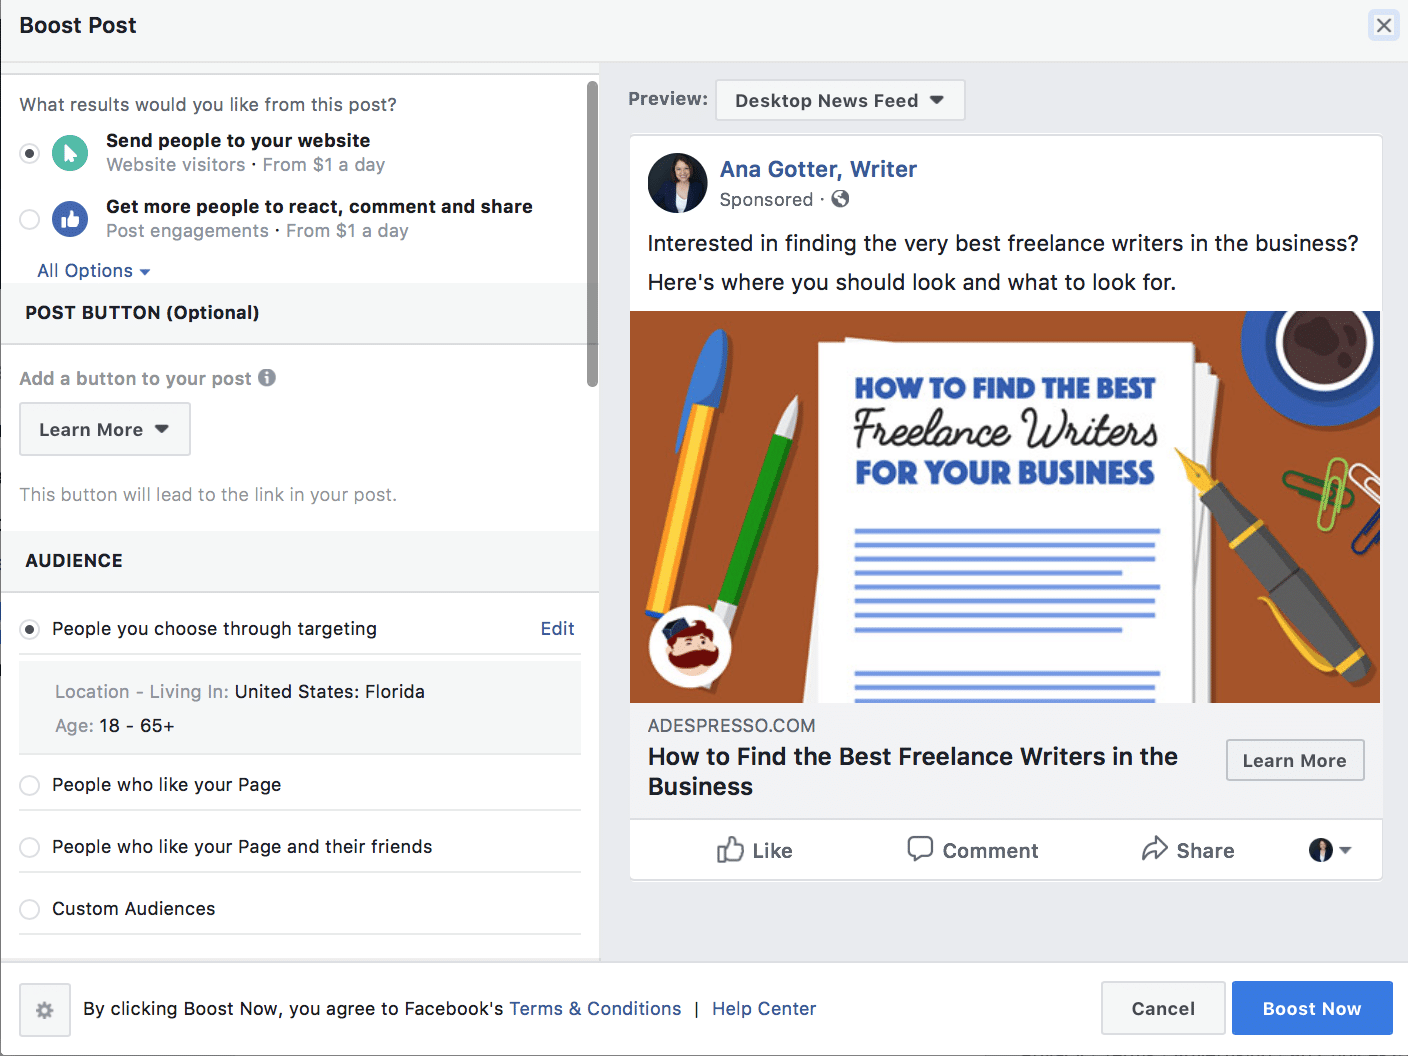 Boost Post
What results would you like from this post?
Send people to your website
Website visitors · From $1 a day
Get more people to react, comment and share
Post engagements · From $1 a day
All Options
POST BUTTON (Optional)
Add a button to your post
Learn More
This button will lead to the link in your post.
AUDIENCE
People you choose through targeting
Edit
Location - Living In: United States: Florida
Age: 18 - 65+
People who like your Page
People who like your Page and their friends
Custom Audiences
Preview:
Desktop News Feed
Ana Gotter, Writer
Sponsored ·
Interested in finding the very best freelance writers in the business?
Here's where you should look and what to look for.
HOW TO FIND THE BEST
Freelance Writers
FOR YOUR BUSINESS
ADESPRESSO.COM
How to Find the Best Freelance Writers in the
Business
Learn More
Like
Comment
Share
By clicking Boost Now, you agree to Facebook's Terms & Conditions | Help Center
Cancel
Boost Now